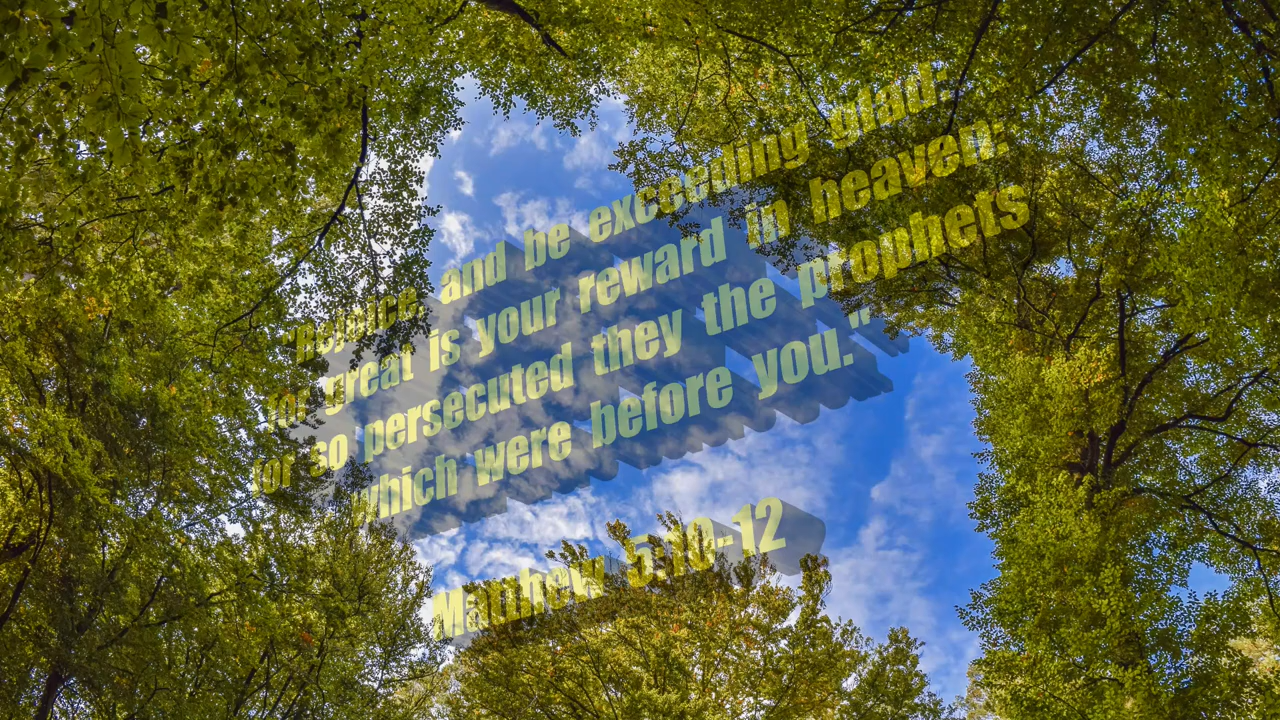 "Rejoice, and be exceeding glad:
for great is your reward in heaven:
for so persecuted they the prophets
which were before you."
Matthew 5:10-12